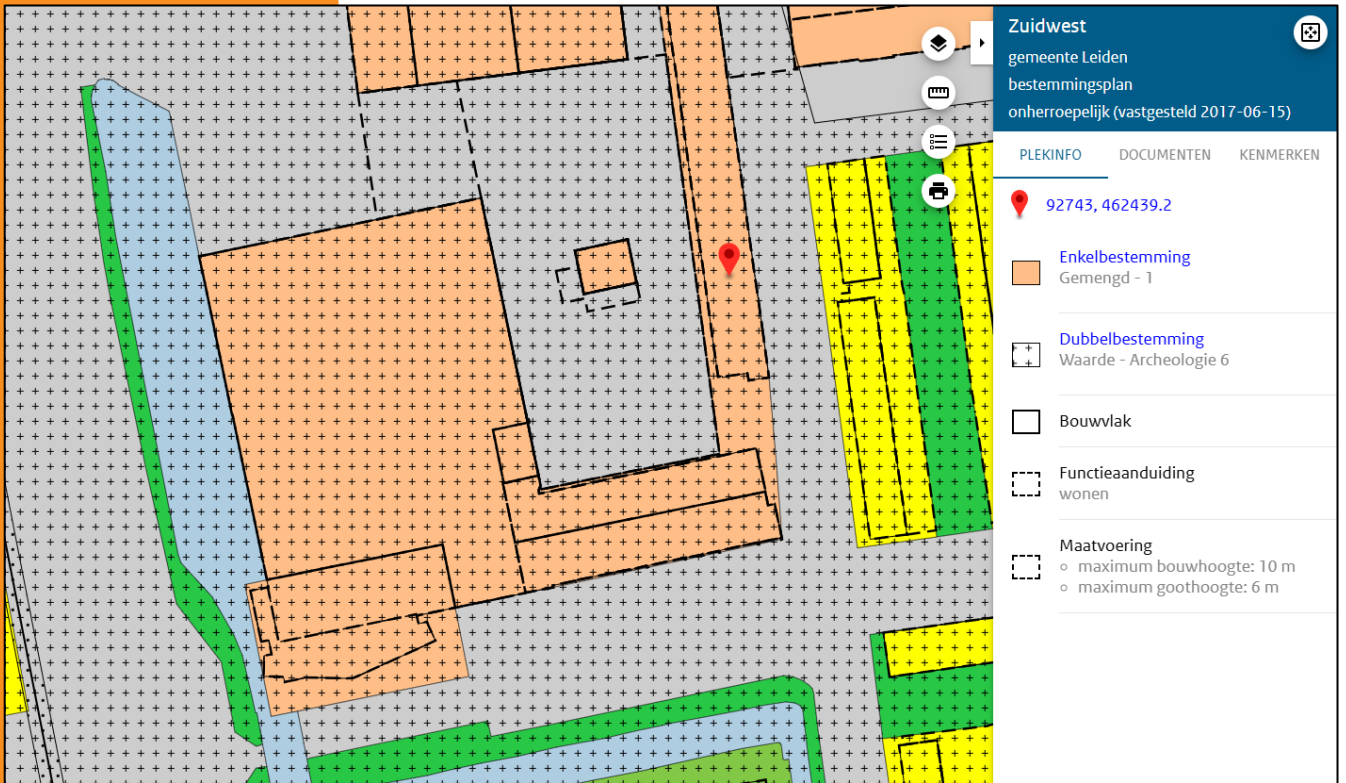 Zuidwest
gemeente Leiden
bestemmingsplan
onherroepelijk (vastgesteld 2017-06-15)
PLEKINFO DOCUMENTEN KENMERKEN
92743, 462439.2
Enkelbestemming
Gemengd - 1
Dubbelbestemming
Waarde - Archeologie 6
Bouwvlak
Functieaanduiding
wonen
Maatvoering
maximum bouwhoogte: 10 m
maximum goothoogte: 6 m